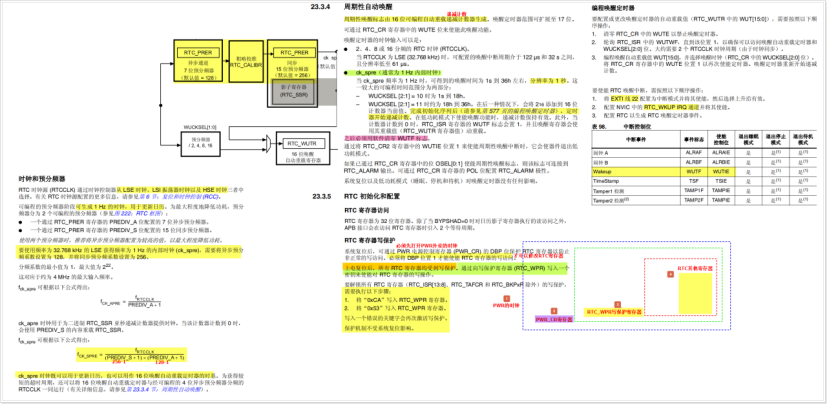 RTC_PRER
异步道道
7 位预分频器
(默认值 = 128)
粗略校准
RTC_CALIBR
RTC_PRER
同步
15 位预分频器
(默认值 = 256)
影子寄存器
(RTC_SSR)
WUCKSEL[1:0]
预分频器
/ 2, 4, 8, 16
RTC_WUTR
16 位唤醒
自动重载寄存器
时钟和预分频器
RTC 时钟源 (RTCCLK) 通过时钟控制器从 LSE 时钟、LSI 振荡器时钟以及 HSE 时钟三者中
选择。有关 RTC 时钟源配置的更多信息，请参见第 6 节：复位和时钟控制 (RCC)。
可编程的预分频器阶段可生成 1 Hz 的时钟，用于更新日历。为最大程度地降低功耗，预分
频器分为 2 个可编程的预分频器（参见图 222：RTC 框图）：
● 一个通过 RTC_PRER 寄存器的 PREDIV_A 位配置的 7 位异步预分频器。
● 一个通过 RTC_PRER 寄存器的 PREDIV_S 位配置的 15 位同步预分频器。
使用两个预分频器时，推荐将异步预分频器配置为较高的值，以最大程度降低功耗。
要使用频率为 32.768 kHz 的 LSE 获得频率为 1 Hz 的内部时钟 (ck_spre)，需要将异步预分
频系数设置为 128，并将同步预分频系数设置为 256。
分频系数的最小值为 1，最大值为 2^22。
这对应于约为 4 MHz 的最大输入频率。
f_ck_apre 可根据以下公式得出：
f_CK_APRE = f_RTCCLK / (PREDIV_A + 1)
ck_apre 时钟用于为二进制 RTC_SSR 亚秒递减计数器提供时钟。当该计数器计数到 0 时，
会使用 PREDIV_S 的内容重载 RTC_SSR。
f_ck_spre 可根据以下公式得出：
f_CK_SPRE = f_RTCCLK / ((PREDIV_S + 1) × (PREDIV_A + 1))
256-1 128-1
ck_spre 时钟既可以用于更新日历，也可以用作 16 位唤醒自动重载定时器的时基。为获得较
短的超时周期，还可以将 16 位唤醒自动重载定时器与经可编程的 4 位异步预分频器分频的
RTCCLK 一同运行（有关详细信息，请参见第 23.3.4 节：周期性自动唤醒）。
23.3.4
周期性自动唤醒
递减计数
周期性唤醒标志由 16 位可编程自动重载递减计数器生成。唤醒定时器范围可扩展至 17 位。
可通过 RTC_CR 寄存器中的 WUTE 位来使能此唤醒功能。
唤醒定时器的时钟输入可以是：
● 2、4、8 或 16 分频的 RTC 时钟 (RTCCLK)。
当 RTCCLK 为 LSE (32.768 kHz) 时，可配置的唤醒中断周期介于 122 µs 和 32 s 之间，
且分辨率低至 61 µs。
● ck_spre（通常为 1 Hz 内部时钟）
当 ck_spre 频率为 1 Hz 时，可得到的唤醒时间为 1s 到 36h 左右，分辨率为 1 秒。这
一较大的可编程时间范围分为两部分：
– WUCKSEL [2:1] = 10 时为 1s 到 18h。
– WUCKSEL [2:1] = 11 时约为 18h 到 36h。在后一种情况下，会将 2^16 添加到 16 位
计数器当前值。完成初始化序列后（请参见第 577 页的编程唤醒定时器），定时
器开始递减计数。在低功耗模式下使能唤醒功能时，递减计数保持有效。此外，当
计数器计数到 0 时，RTC_ISR 寄存器的 WUTF 标志会置 1，并且唤醒寄存器会使
用其重载值（RTC_WUTR 寄存器值）动重载。
之后必须用软件清零 WUTF 标志。
通过将 RTC_CR2 寄存器中的 WUTIE 位置 1 来使能周期性唤醒中断时，它会使器件退出低
功耗模式。
如果已通过 RTC_CR 寄存器中的位 OSEL[0:1] 使能周期性唤醒标志，则该标志可连接到
RTC_ALARM 输出。可通过 RTC_CR 寄存器的 POL 位配置 RTC_ALARM 极性。
系统复位以及低功耗模式（睡眠、停机和待机）对唤醒定时器没有任何影响。
23.3.5
RTC 初始化和配置
RTC 寄存器访问
RTC 寄存器为 32 位寄存器。除了当 BYPSHAD=0 时对日历影子寄存器执行的读访问之外，
APB 接口会在访问 RTC 寄存器时引入 2 个等待周期。
RTC 寄存器写保护
必须先打开PWR外设的时钟
系统复位后，可通过 PWR 电源控制寄存器 (PWR_CR) 的 DBP 位保护 RTC 寄存器以防止
非正常的写访问。必须将 DBP 位置 1 才能使能 RTC 寄存器的写访问。
上电复位后，所有 RTC 寄存器均受到写保护。通过向写保护寄存器 (RTC_WPR) 写入一个
密钥来使能对 RTC 寄存器的写操作。
要解锁所有 RTC 寄存器（RTC_ISR[13:8]、RTC_TAFCR 和 RTC_BKPxR 除外）的写保护，
需要执行以下步骤：
1. 将“0xCA”写入 RTC_WPR 寄存器。
2. 将“0x53”写入 RTC_WPR 寄存器。
写入一个错误的关键字会再次激活写保护。
保护机制不受系统复位影响。
PWR的时钟
PWR_CR寄存器
RTC_WPR写保护寄存器
RTC其他寄存器
编程唤醒定时器
要配置或更改唤醒定时器的自动重载值（RTC_WUTR 中的 WUT[15:0]），需要按照以下顺
序操作：
1. 清零 RTC_CR 中的 WUTE 以禁止唤醒定时器。
2. 轮询 RTC_ISR 中的 WUTWF，直到该位置 1，以确保可以访问唤醒自动重载定时器和
WUCKSEL[2:0] 位。大约需要 2 个 RTCCLK 时钟周期（由于时钟同步）。
3. 编程唤醒自动重载值 WUT[15:0]，并选择唤醒时钟（RTC_CR 中的 WUCKSEL[2:0] 位）。
将 RTC_CR 寄存器中的 WUTE 位置 1 以再次使能定时器。唤醒定时器重新开始递减
计数。
要使能 RTC 唤醒中断，需按照以下顺序操作：
1. 将 EXTI 线 22 配置为中断模式并将其使能，然后选择上升沿有效。
2. 配置 NVIC 中的 RTC_WKUP IRQ 通道并将其使能。
3. 配置 RTC 以生成 RTC 唤醒定时器事件。
表 98. 中断控制位
中断事件 事件标志 使能控制位 退出睡眠模式 退出停止模式 退出待机模式
闹钟 A ALRAF ALRAIE 是 是(1) 是(1)
闹钟 B ALRBF ALRBIE 是 是(1) 是(1)
Wakeup WUTF WUTIE 是 是(1) 是(1)
TimeStamp TSF TSIE 是 是(1) 是(1)
Tamper1 检测 TAMP1F TAMPIE 是 是(1) 是(1)
Tamper2 检测(2) TAMP2F TAMPIE 是 是(1) 是(1)